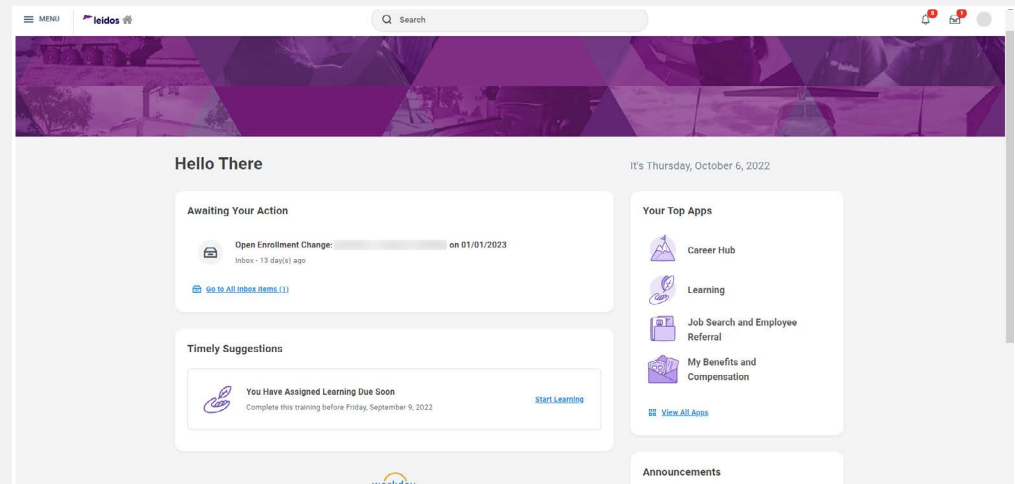 MENU
leidos
Search
8
1
Hello There
It's Thursday, October 6, 2022
Awaiting Your Action
Open Enrollment Change: on 01/01/2023
Inbox - 13 day(s) ago
Go to All Inbox Items (1)
Timely Suggestions
You Have Assigned Learning Due Soon
Complete this training before Friday, September 9, 2022
Start Learning
workday
Your Top Apps
Career Hub
Learning
Job Search and Employee
Referral
My Benefits and
Compensation
View All Apps
Announcements